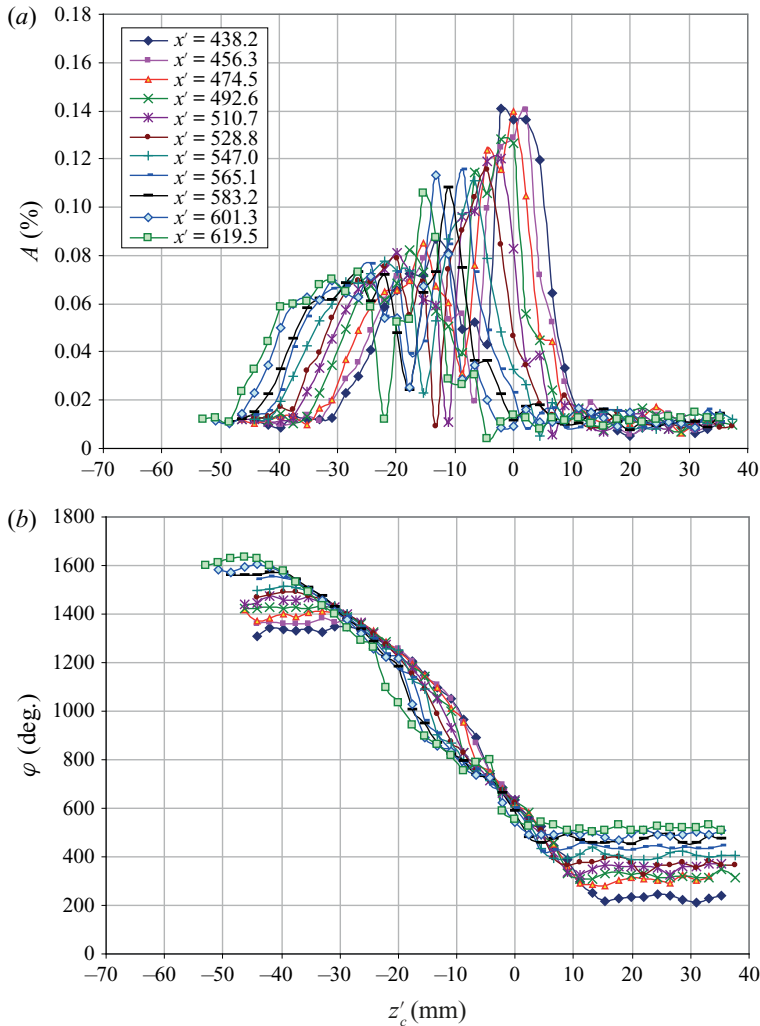 (a)
0.18
0.16
0.14
0.12
0.10
0.08
0.06
0.04
0.02
0
A (%)
x′ = 438.2
x′ = 456.3
x′ = 474.5
x′ = 492.6
x′ = 510.7
x′ = 528.8
x′ = 547.0
x′ = 565.1
x′ = 583.2
x′ = 601.3
x′ = 619.5
–70 –60 –50 –40 –30 –20 –10 0 10 20 30 40
(b)
1800
1600
1400
1200
1000
800
600
400
200
0
φ (deg.)
–70 –60 –50 –40 –30 –20 –10 0 10 20 30 40
z′c (mm)